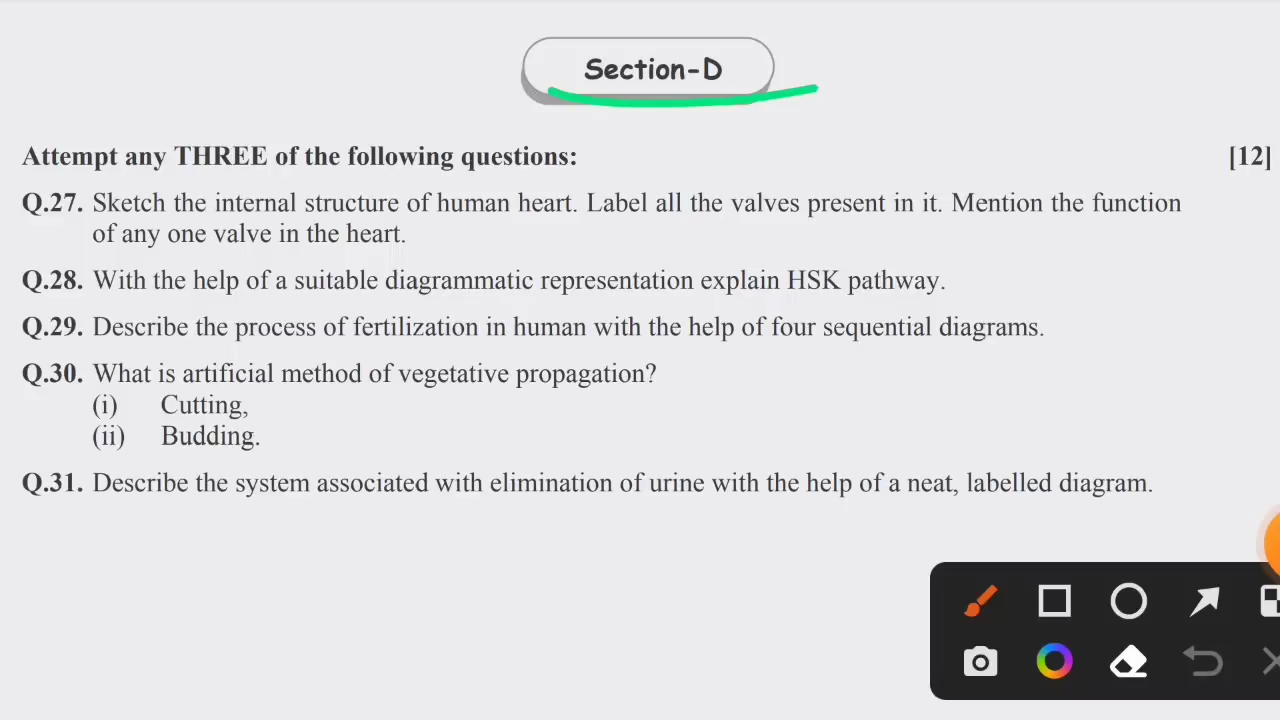 Section-D
Attempt any THREE of the following questions: [12]
Q.27. Sketch the internal structure of human heart. Label all the valves present in it. Mention the function
of any one valve in the heart.
Q.28. With the help of a suitable diagrammatic representation explain HSK pathway.
Q.29. Describe the process of fertilization in human with the help of four sequential diagrams.
Q.30. What is artificial method of vegetative propagation?
(i) Cutting,
(ii) Budding.
Q.31. Describe the system associated with elimination of urine with the help of a neat, labelled diagram.